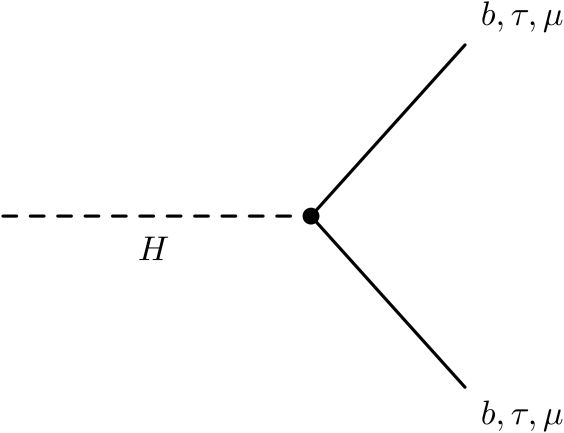 b, τ, μ
H
b, τ, μ